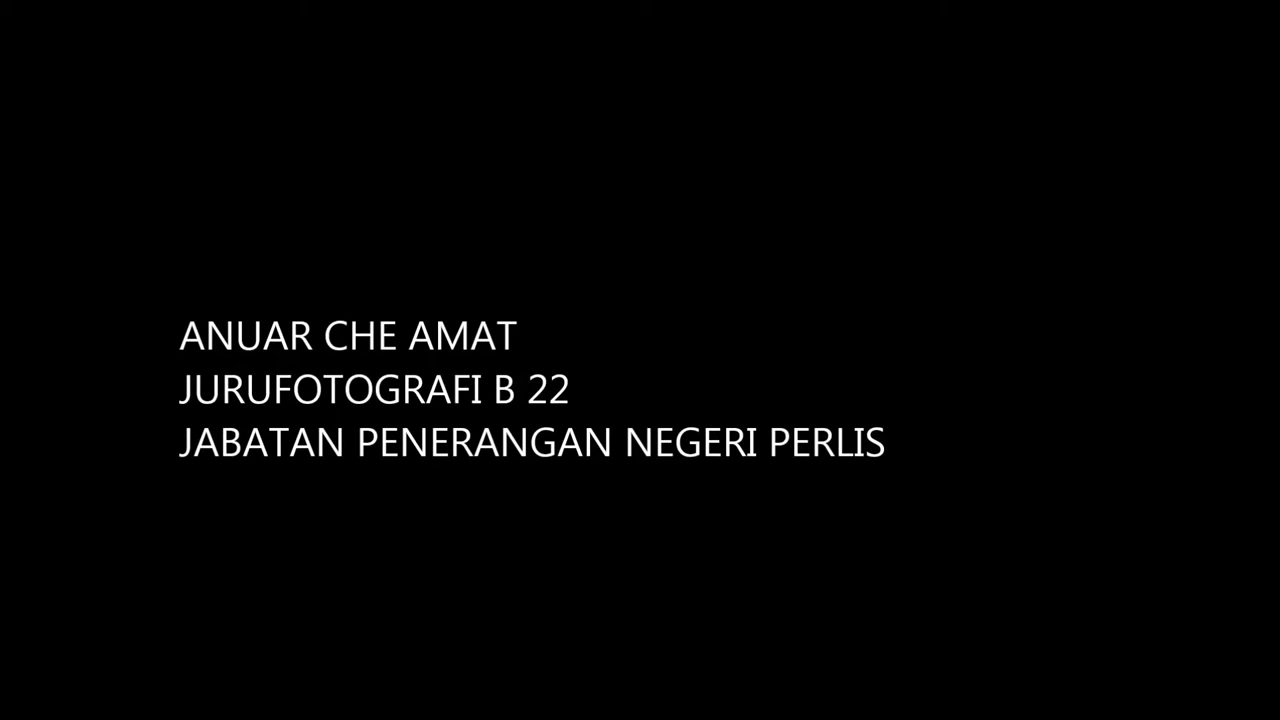 ANUAR CHE AMAT
JURUFOTOGRAFI B 22
JABATAN PENERANGAN NEGERI PERLIS